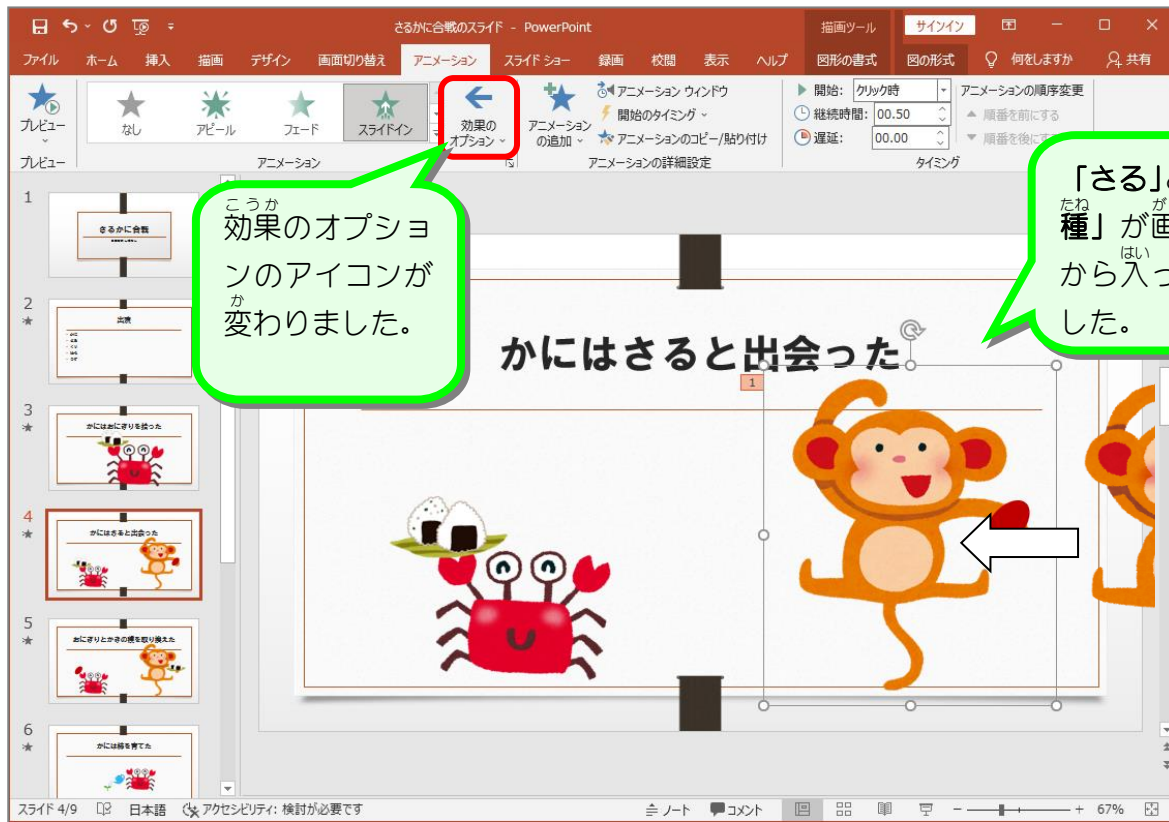 さるかに合戦のスライド - PowerPoint
描画ツール
サインイン
ファイル ホーム 挿入 描画 デザイン 画面切り替え アニメーション スライド ショー 録画 校閲 表示 ヘルプ 図形の書式 図の形式 何をしますか 共有
プレビュー
なし
アピール
フェード
スライドイン
効果の
オプション
アニメーション
の追加
アニメーション ウィンドウ
開始のタイミング
アニメーションのコピー/貼り付け
開始: クリック時
継続時間: 00.50
遅延: 00.00
アニメーションの順序変更
順番を前にする
順番を後に
プレビュー
アニメーション
アニメーションの詳細設定
タイミング
こうか
効果のオプショ
ンのアイコンが
か
変わりました。
「さる」
たね が
種」が画
はい
から入っ
した。
かにはさると出会った
1
1
さるかに合戦
2
出演
3
かにはおにぎりを拾った
4
かにはさると出会った
5
おにぎりとかきの種を取り換えた
6
かには柿を育てた
スライド 4/9 日本語 アクセシビリティ: 検討が必要です ノート コメント 67%